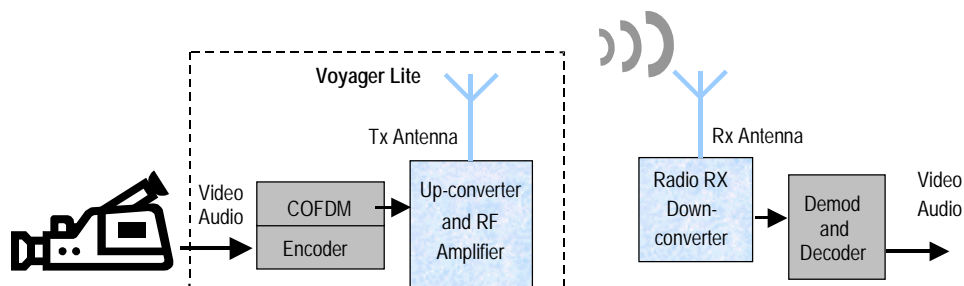 Voyager Lite
Tx Antenna
Rx Antenna
Video
Audio
COFDM
Encoder
Up-converter
and RF
Amplifier
Radio RX
Down-
converter
Demod
and
Decoder
Video
Audio